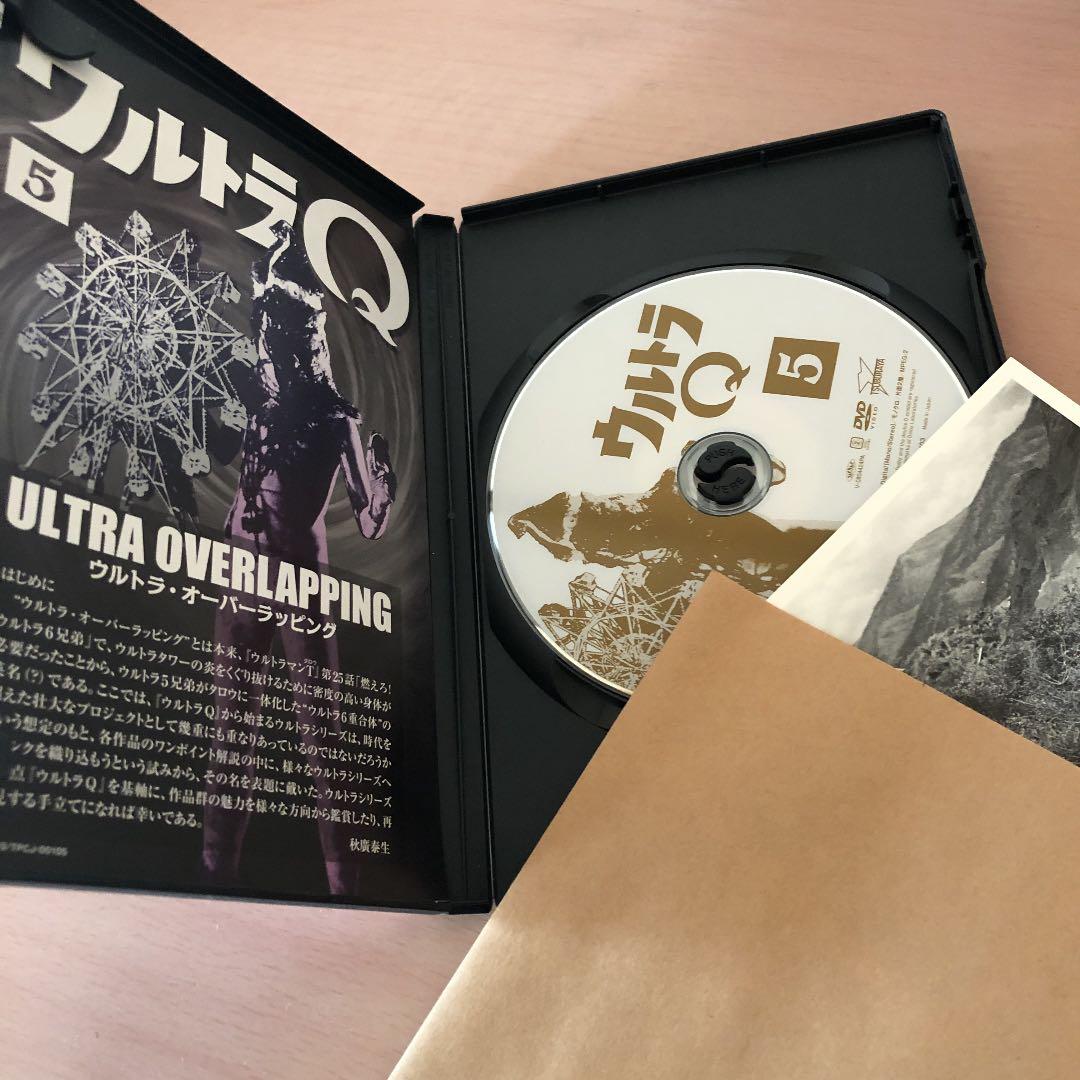 ウルトラQ
5
ULTRA OVERLAPPING
ウルトラ・オーバーラッピング
はじめに
"ウルトラ・オーバーラッピング"とは本来、『ウルトラマンT』第25話「燃えろ!
ウルトラ6兄弟」で、ウルトラタワーの炎をくぐり抜けるために密度の高い身体が
必要だったことから、ウルトラ5兄弟がタロウに一体化した"ウルトラ6重合体"の
名(?)である。ここでは、『ウルトラQ』から始まるウルトラシリーズは、時代を
えた壮大なプロジェクトとして幾重にも重なりあっているのではないだろうか
いう想定のもと、各作品のワンポイント解説の中に、様々なウルトラシリーズへ
ンクを織り込もうという試みから、その名を表題に戴いた。ウルトラシリーズ
点『ウルトラQ』を基軸に、作品群の魅力を様々な方向から鑑賞したり、再
見する手立てになれば幸いである。
秋廣泰生
/TPCJ-00105
ウルトラ
Q
5
TSUBURAYA
DVD
VIDEO
PUSH
HERE
MPEG-2
Made in Japan